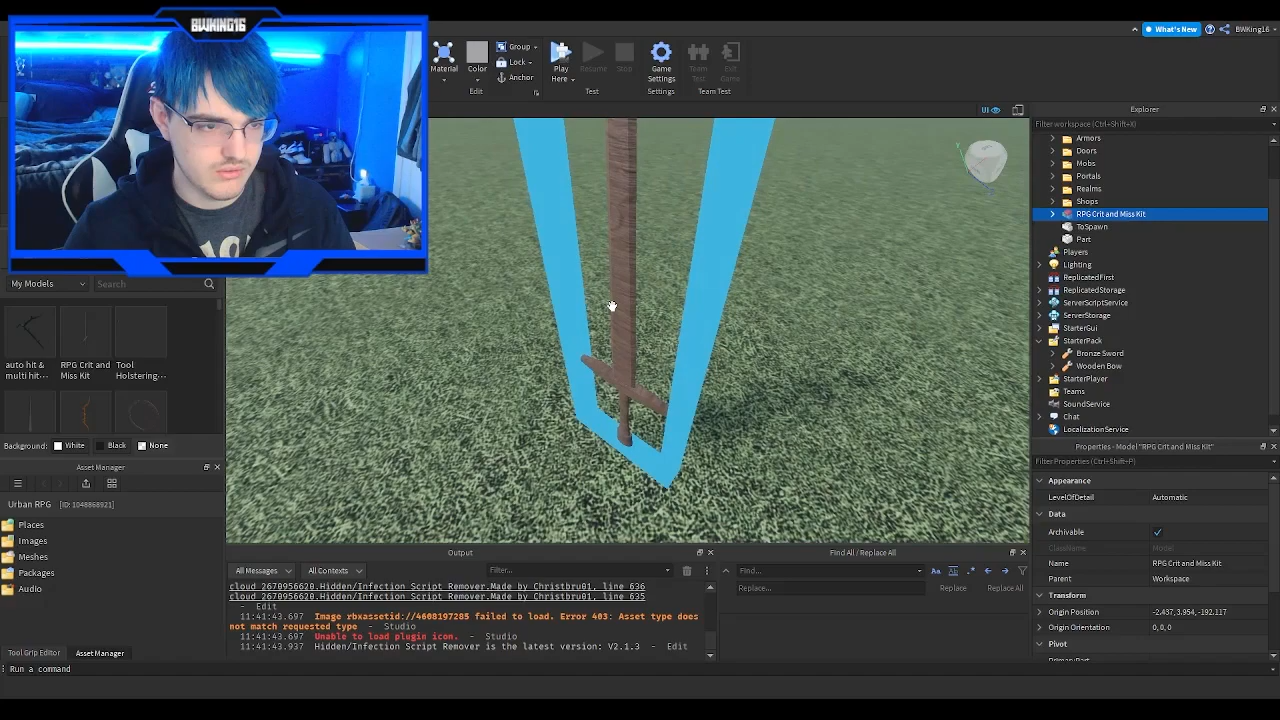 BWKING16
What's New
BWKing16
Material
Color
Group
Lock
Anchor
Edit
Play
Here
Resume
Stop
Test
Game
Settings
Settings
Team
Test
Exit
Game
Team Test
UI
Explorer
Filter workspace (Ctrl+Shift+X)
Armors
Doors
Mobs
Portals
Realms
Shops
RPG Crit and Miss Kit
ToSpawn
Part
Players
Lighting
ReplicatedFirst
ReplicatedStorage
ServerScriptService
ServerStorage
StarterGui
StarterPack
Bronze Sword
Wooden Bow
StarterPlayer
Teams
SoundService
Chat
LocalizationService
Properties - Model "RPG Crit and Miss Kit"
Filter Properties (Ctrl+Shift+P)
Appearance
LevelOfDetail Automatic
Data
Archivable
ClassName Model
Name RPG Crit and Miss Kit
Parent Workspace
Transform
Origin Position -2.437, 3.954, -192.117
Origin Orientation 0, 0, 0
Pivot
My Models
Search
auto hit &
multi hit...
RPG Crit and
Miss Kit
Tool
Holstering...
Background: White Black None
Asset Manager
Urban RPG [ID: 1048868921]
Places
Images
Meshes
Packages
Audio
Tool Grip Editor Asset Manager
Run a command
Output
All Messages All Contexts Filter...
cloud_2670956620.Hidden/Infection Script Remover.Made by Christbru01, line 636
cloud_2670956620.Hidden/Infection Script Remover.Made by Christbru01, line 635
- Edit
11:41:43.697 Image rbxassetid://4608197285 failed to load. Error 403: Asset type does
not match requested type - Studio
11:41:43.697 Unable to load plugin icon. - Studio
11:41:43.937 Hidden/Infection Script Remover is the latest version: V2.1.3 - Edit
Find All / Replace All
Find...
Replace...
Replace Replace All